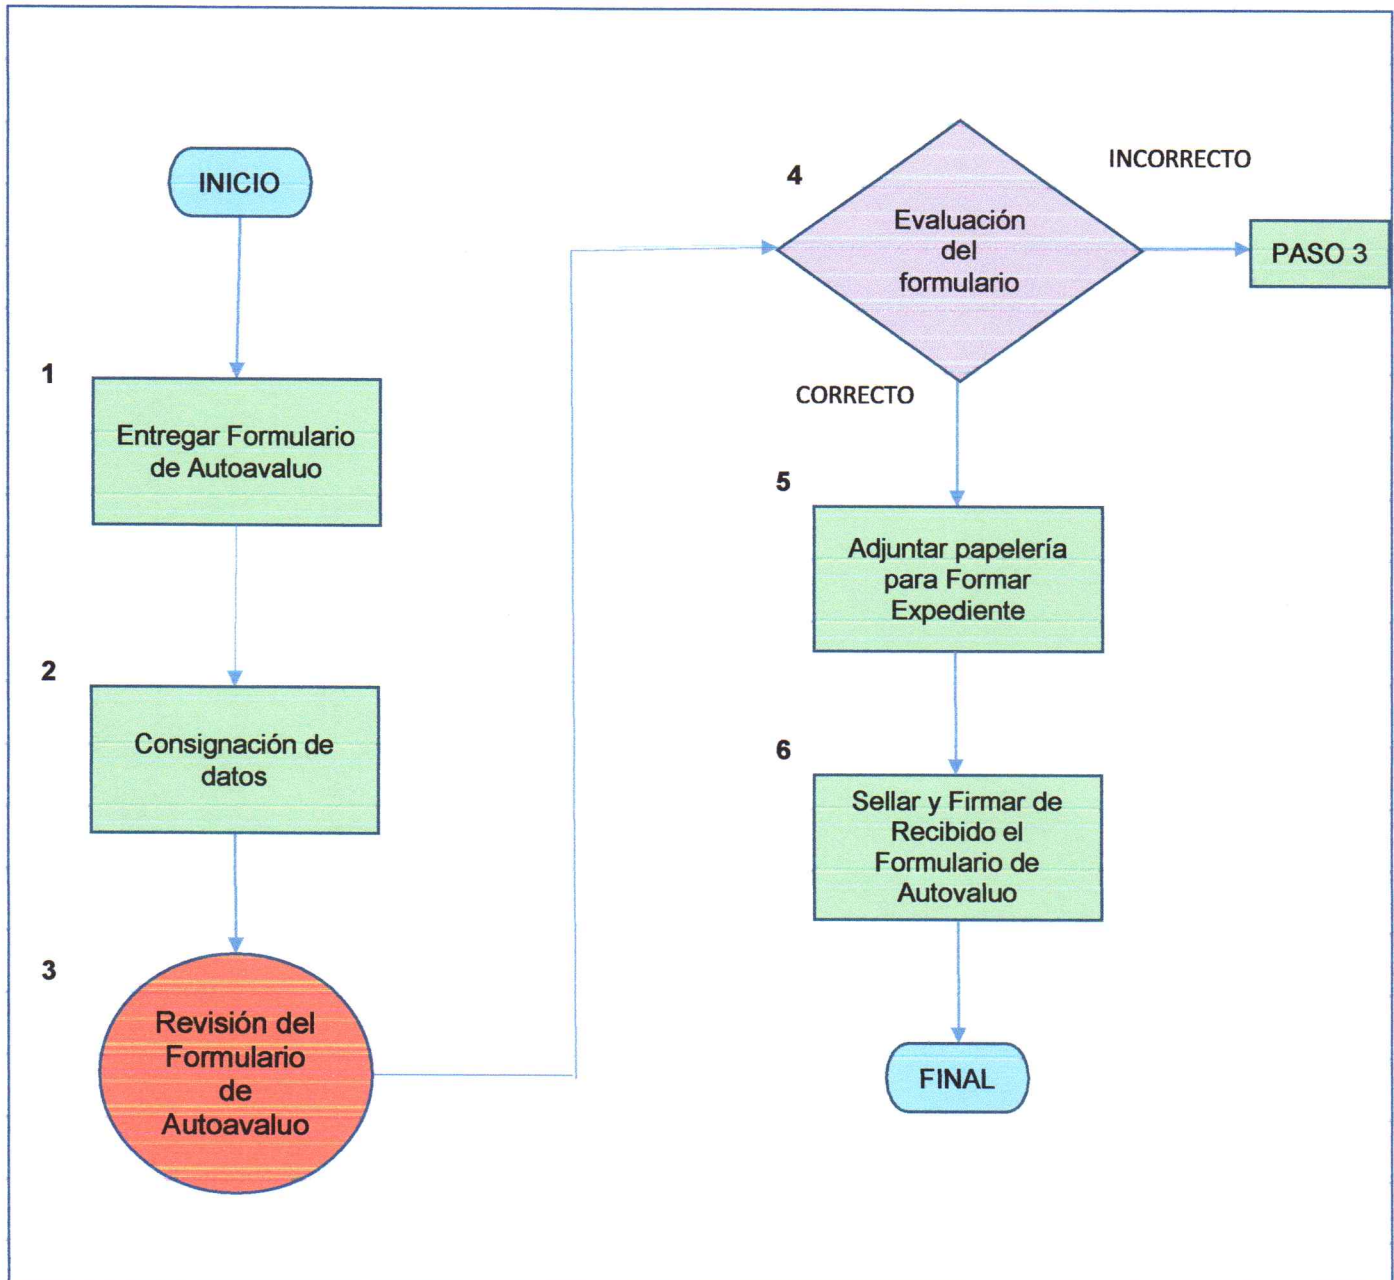 INICIO
1
Entregar Formulario
de Autoavaluo
2
Consignación de
datos
3
Revisión del
Formulario
de
Autoavaluo
4
Evaluación
del
formulario
INCORRECTO
PASO 3
CORRECTO
5
Adjuntar papelería
para Formar
Expediente
6
Sellar y Firmar de
Recibido el
Formulario de
Autovaluo
FINAL